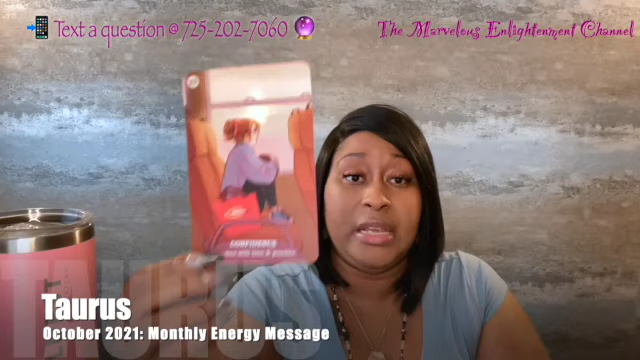 Text a question @ 725-202-7060
The Marvelous Enlightenment Channel
CONFIDENCE
TAURUS
Taurus
October 2021: Monthly Energy Message